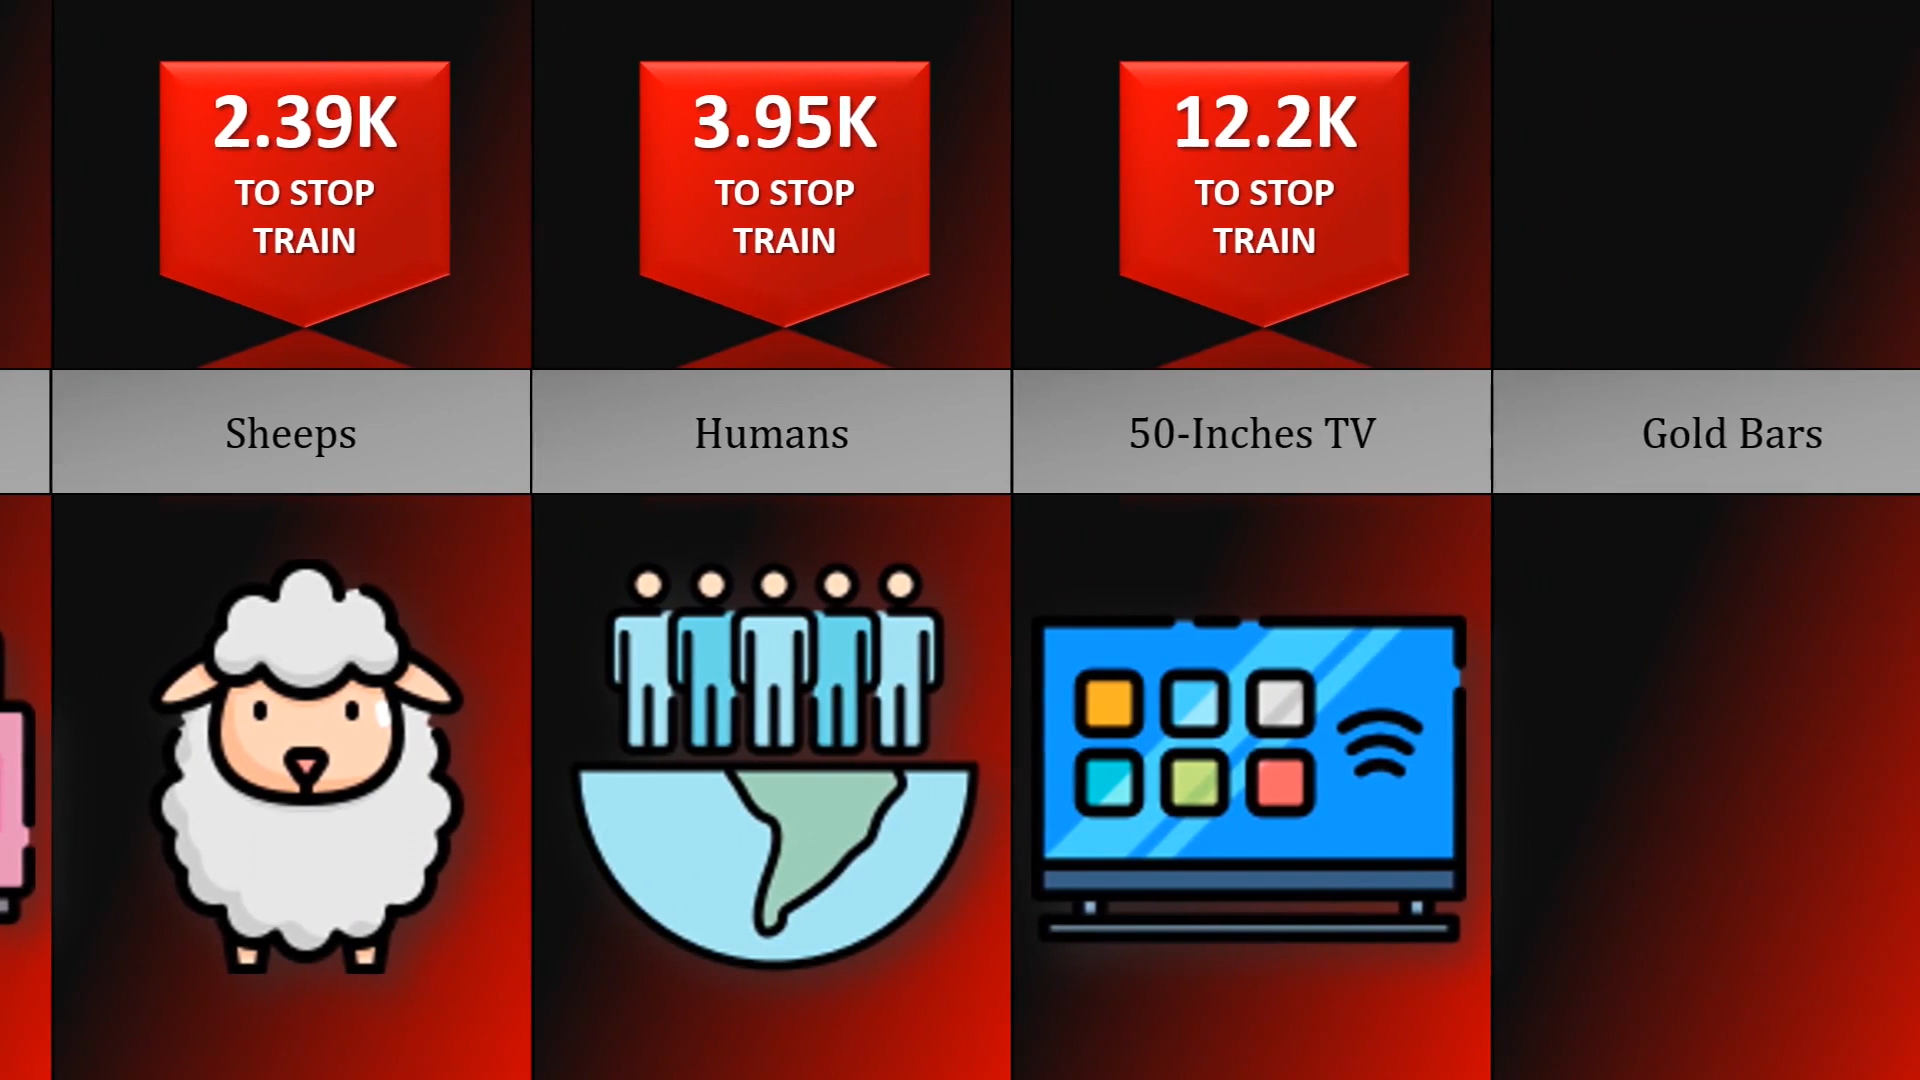 2.39K
TO STOP
TRAIN
3.95K
TO STOP
TRAIN
12.2K
TO STOP
TRAIN
Sheeps
Humans
50-Inches TV
Gold Bars